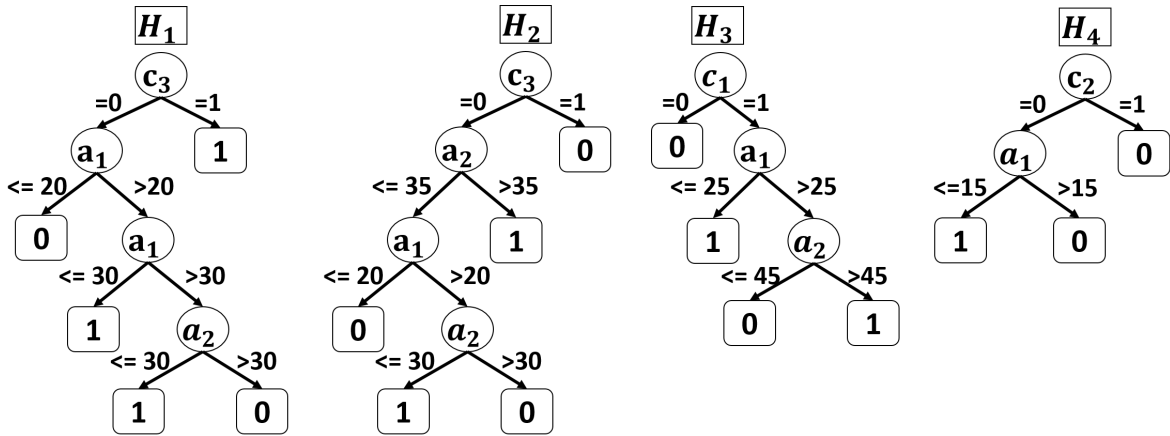 H₁ H₂ H₃ H₄
c₃ c₃ c₁ c₂
=0 =1 =0 =1 =0 =1 =0 =1
a₁ 1 a₂ 0 0 a₁ a₁ 0
<= 20 >20 <= 35 >35 <= 25 >25 <=15 >15
0 a₁ a₁ 1 1 a₂ 1 0
<= 30 >30 <= 20 >20 <= 45 >45
1 a₂ 0 a₂ 0 1
<= 30 >30 <= 30 >30
1 0 1 0